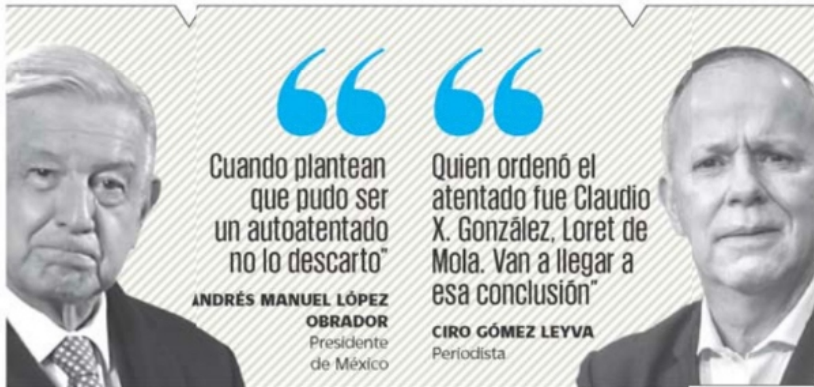 Cuando plantean
que pudo ser
un autoatentado
no lo descarto"
ANDRÉS MANUEL LÓPEZ
OBRADOR
Presidente
de México
Quien ordenó el
atentado fue Claudio
X. González, Loret de
Mola. Van a llegar a
esa conclusión"
CIRO GÓMEZ LEYVA
Periodista